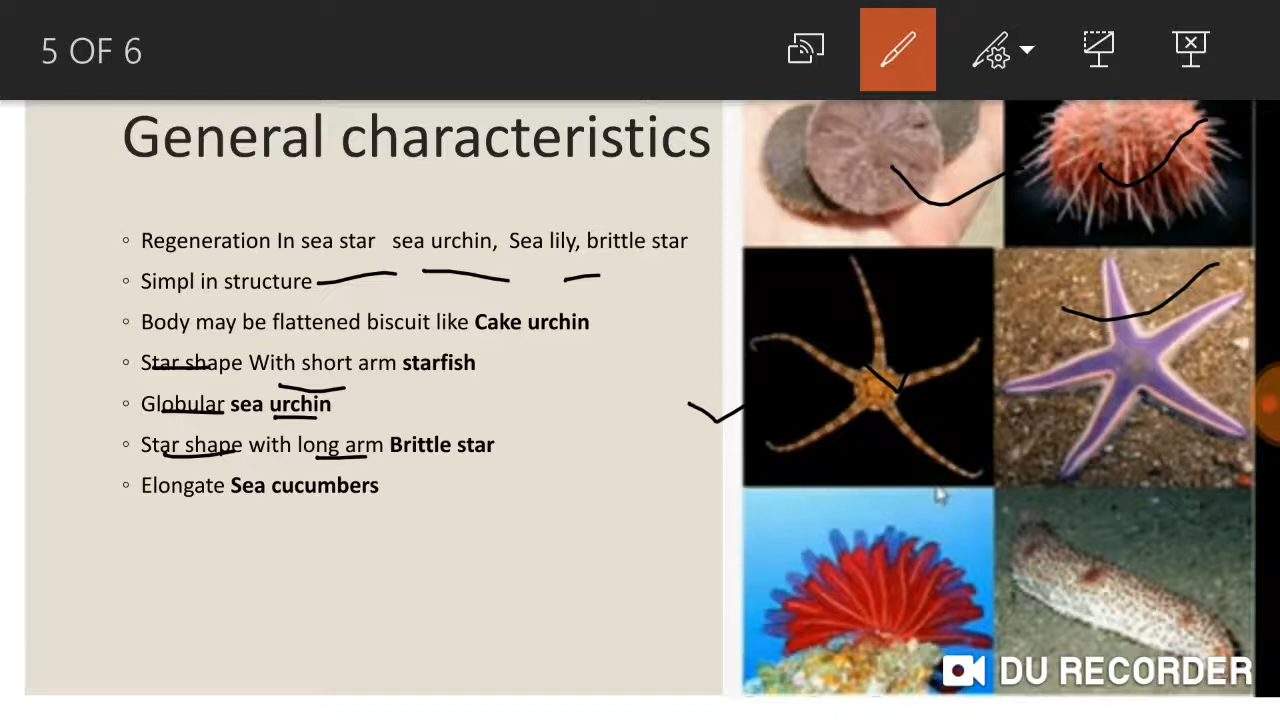 5 OF 6
General characteristics
◦ Regeneration In sea star sea urchin, Sea lily, brittle star
◦ Simpl in structure
◦ Body may be flattened biscuit like Cake urchin
◦ Star shape With short arm starfish
◦ Globular sea urchin
◦ Star shape with long arm Brittle star
◦ Elongate Sea cucumbers
DU RECORDER